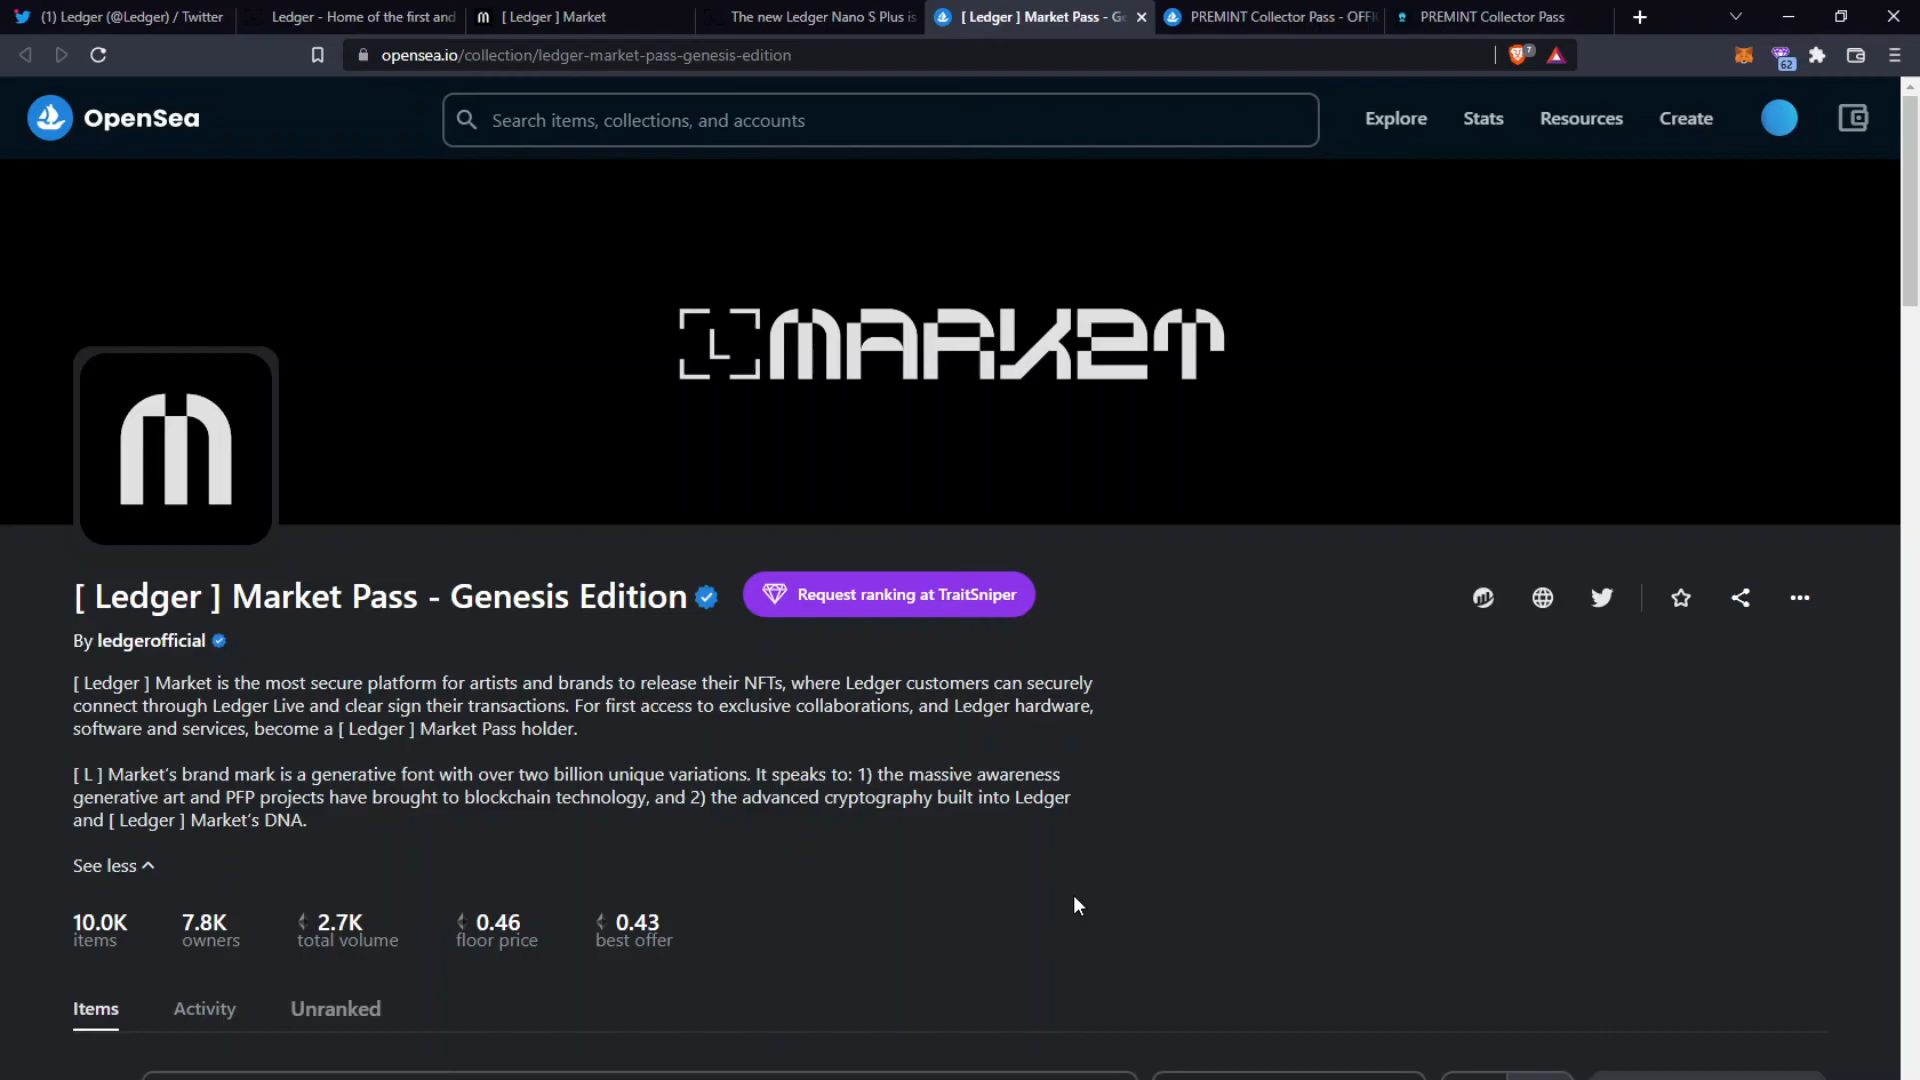 (1) Ledger (@Ledger) / Twitter
Ledger - Home of the first and
[ Ledger ] Market
The new Ledger Nano S Plus is
[ Ledger ] Market Pass - Ge
PREMINT Collector Pass - OFFI
PREMINT Collector Pass
opensea.io/collection/ledger-market-pass-genesis-edition
7
62
OpenSea
Search items, collections, and accounts
Explore
Stats
Resources
Create
[L] MARKET
m
[ Ledger ] Market Pass - Genesis Edition
Request ranking at TraitSniper
By ledgerofficial
[ Ledger ] Market is the most secure platform for artists and brands to release their NFTs, where Ledger customers can securely
connect through Ledger Live and clear sign their transactions. For first access to exclusive collaborations, and Ledger hardware,
software and services, become a [ Ledger ] Market Pass holder.
[ L ] Market's brand mark is a generative font with over two billion unique variations. It speaks to: 1) the massive awareness
generative art and PFP projects have brought to blockchain technology, and 2) the advanced cryptography built into Ledger
and [ Ledger ] Market's DNA.
See less
10.0K 7.8K 2.7K 0.46 0.43
items owners total volume floor price best offer
Items Activity Unranked